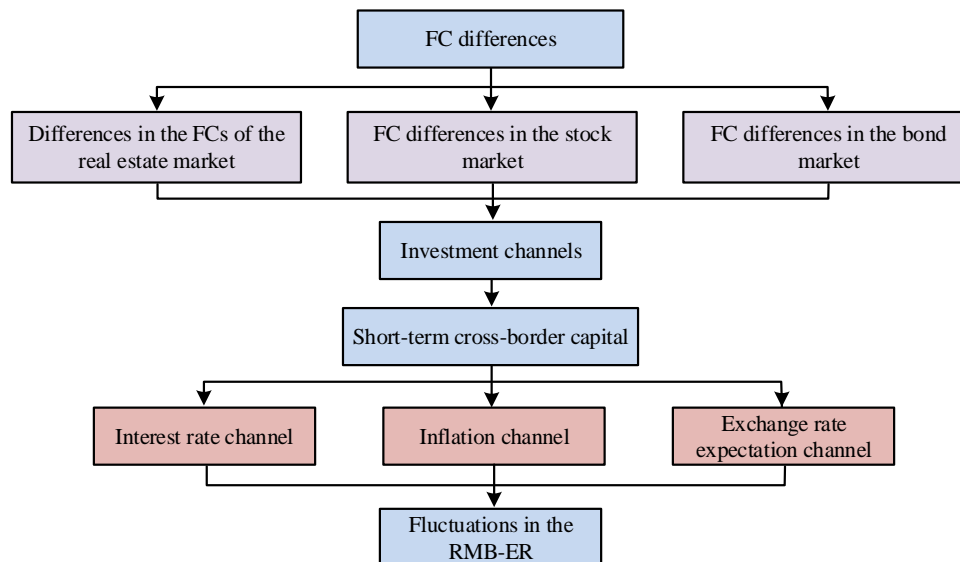 FC differences
Differences in the FCs of the
real estate market
FC differences in the stock
market
FC differences in the bond
market
Investment channels
Short-term cross-border capital
Interest rate channel
Inflation channel
Exchange rate
expectation channel
Fluctuations in the
RMB-ER